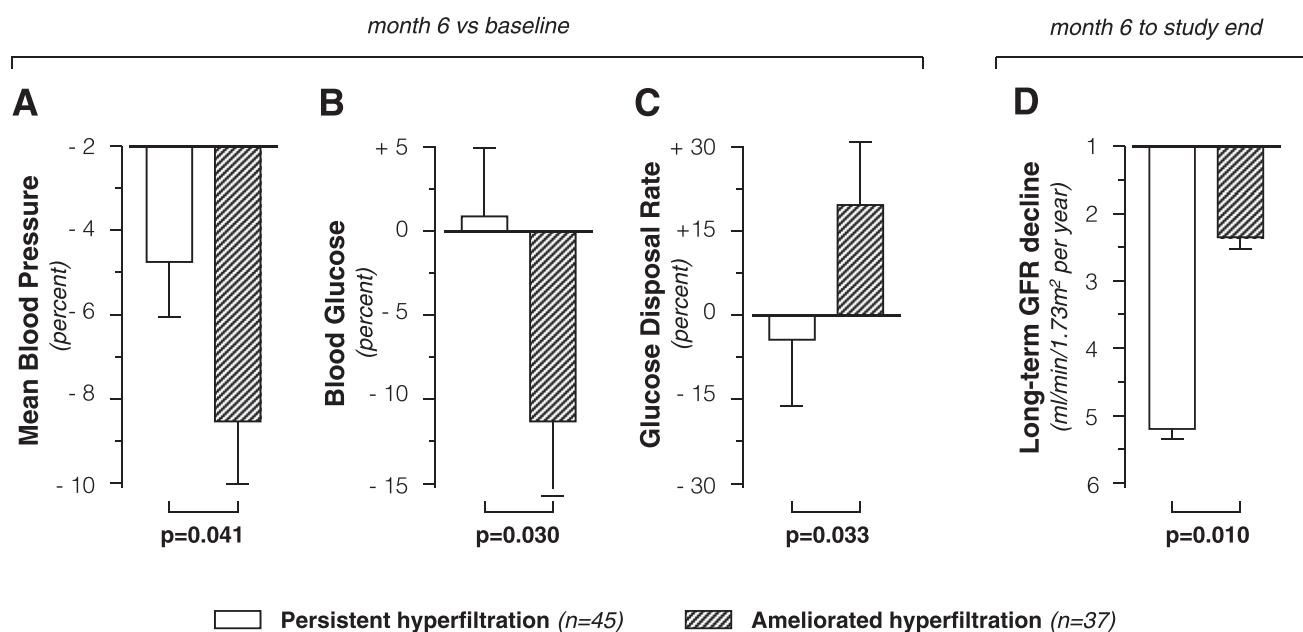 month 6 vs baseline
month 6 to study end
A
Mean Blood Pressure
(percent)
- 2
- 4
- 6
- 8
- 10
p=0.041
B
Blood Glucose
(percent)
+ 5
0
- 5
- 10
- 15
p=0.030
C
Glucose Disposal Rate
(percent)
+ 30
+ 15
0
- 15
- 30
p=0.033
D
Long-term GFR decline
(ml/min/1.73m² per year)
1
2
3
4
5
6
p=0.010
Persistent hyperfiltration (n=45)
Ameliorated hyperfiltration (n=37)